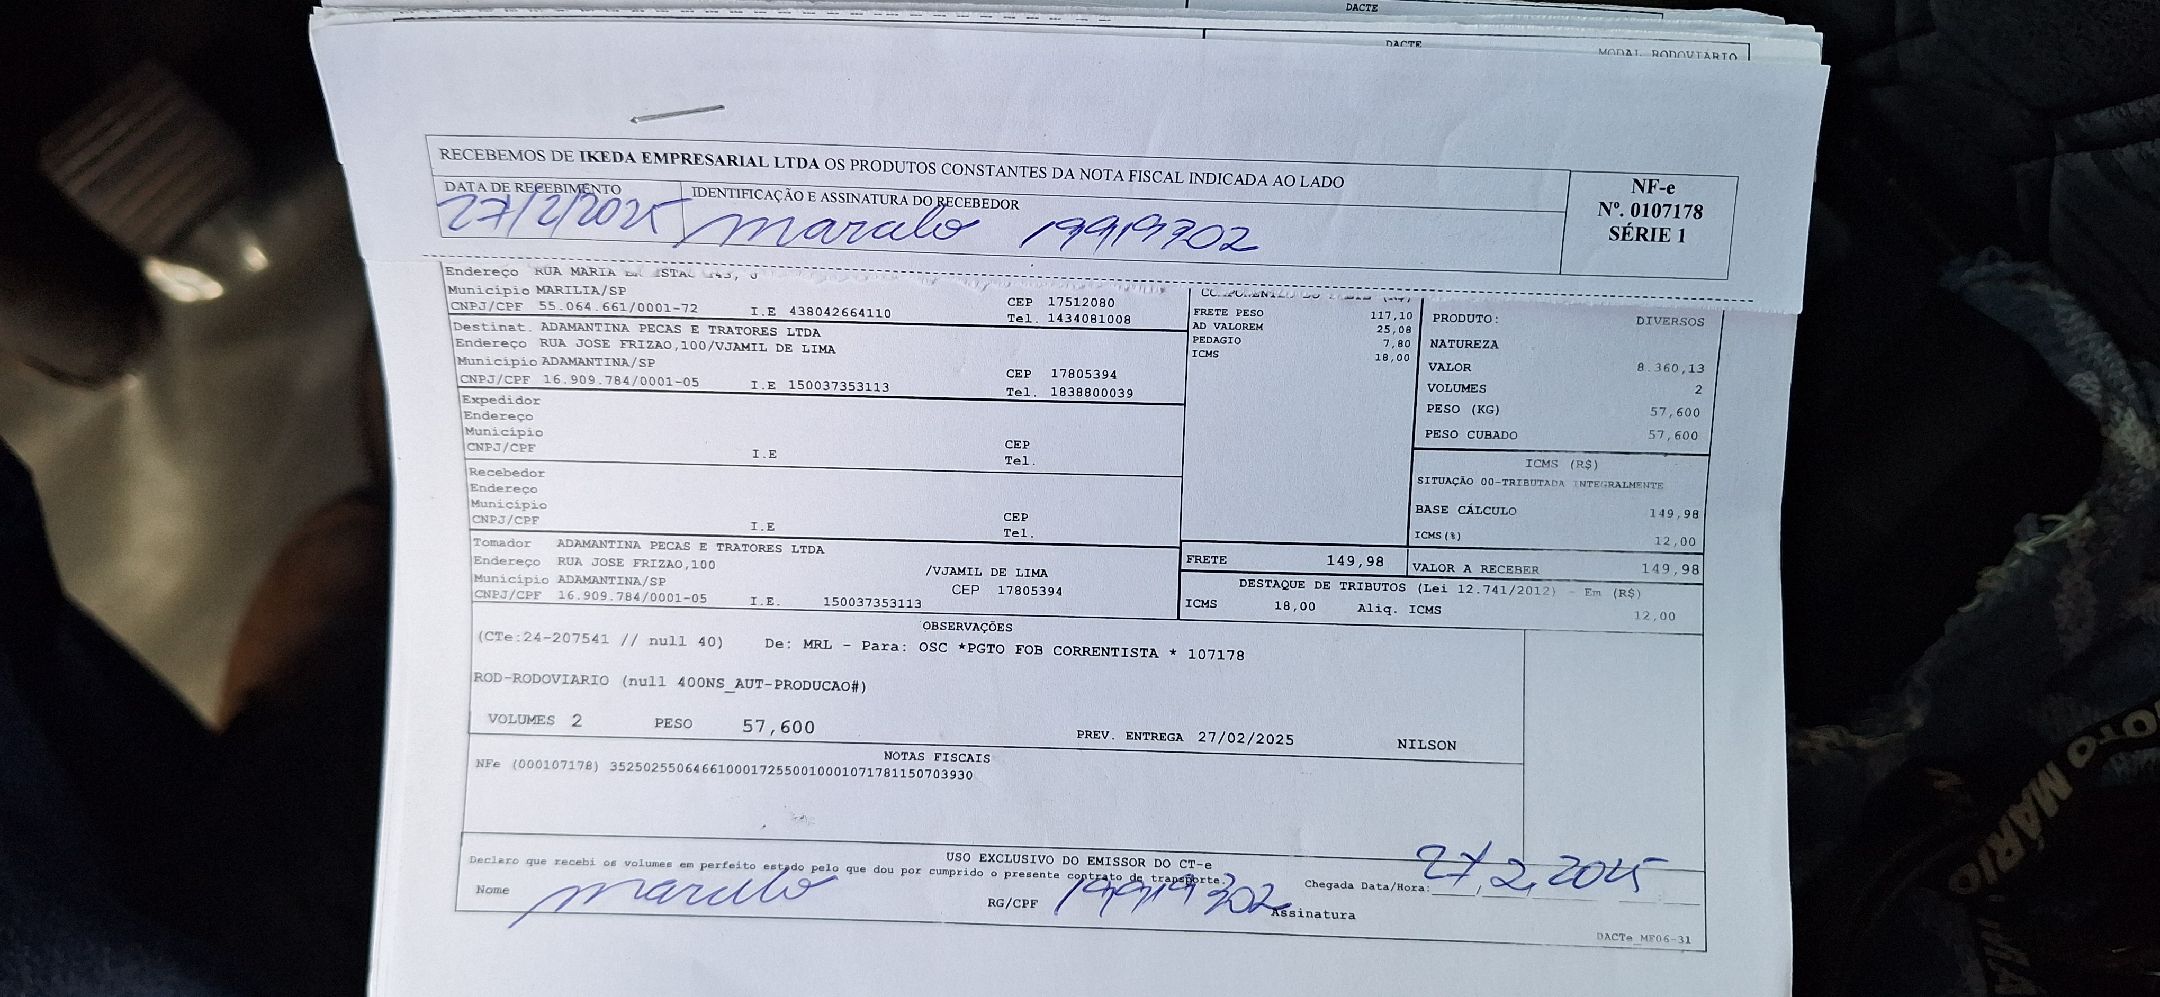 DACTE
DACTE
MODAL RODOVIÁRIO
RECEBEMOS DE IKEDA EMPRESARIAL LTDA OS PRODUTOS CONSTANTES DA NOTA FISCAL INDICADA AO LADO
DATA DE RECEBIMENTO
IDENTIFICAÇÃO E ASSINATURA DO RECEBEDOR
27/2/2025
19919302
NF-e
Nº. 0107178
SÉRIE 1
Endereço RUA MARIA
Município MARILIA/SP
CNPJ/CPF 55.064.661/0001-72 I.E 438042664110
CEP 17512080
Tel. 1434081008
Destinat. ADAMANTINA PECAS E TRATORES LTDA
Endereço RUA JOSE FRIZAO,100/VJAMIL DE LIMA
Município ADAMANTINA/SP
CNPJ/CPF 16.909.784/0001-05 I.E 150037353113
CEP 17805394
Tel. 1838800039
Expedidor
Endereço
Município
CNPJ/CPF I.E
CEP
Tel.
Recebedor
Endereço
Município
CNPJ/CPF I.E
CEP
Tel.
Tomador ADAMANTINA PECAS E TRATORES LTDA
Endereço RUA JOSE FRIZAO,100 /VJAMIL DE LIMA
Município ADAMANTINA/SP CEP 17805394
CNPJ/CPF 16.909.784/0001-05 I.E. 150037353113
FRETE PESO 117,10
AD VALOREM 25,08
PEDAGIO 7,80
ICMS 18,00
PRODUTO: DIVERSOS
NATUREZA
VALOR 8.360,13
VOLUMES 2
PESO (KG) 57,600
PESO CUBADO 57,600
ICMS (R$)
SITUAÇÃO 00-TRIBUTADA INTEGRALMENTE
BASE CÁLCULO 149,98
ICMS(%) 12,00
FRETE 149,98 VALOR A RECEBER 149,98
DESTAQUE DE TRIBUTOS (Lei 12.741/2012) - Em (R$)
ICMS 18,00 Aliq. ICMS 12,00
OBSERVAÇÕES
(CTe:24-207541 // null 40) De: MRL - Para: OSC *PGTO FOB CORRENTISTA * 107178
ROD-RODOVIARIO (null 400NS_AUT-PRODUCAO#)
VOLUMES 2 PESO 57,600 PREV. ENTREGA 27/02/2025 NILSON
NOTAS FISCAIS
NFe (000107178) 35250255064661000172550010001071781150703930
USO EXCLUSIVO DO EMISSOR DO CT-e
Declaro que recebi os volumes em perfeito estado pelo que dou por cumprido o presente contrato de transporte.
Nome
RG/CPF 19919302
Assinatura
Chegada Data/Hora: 27 2 2025
DACTe_MF06-31
OTO MÁRIO